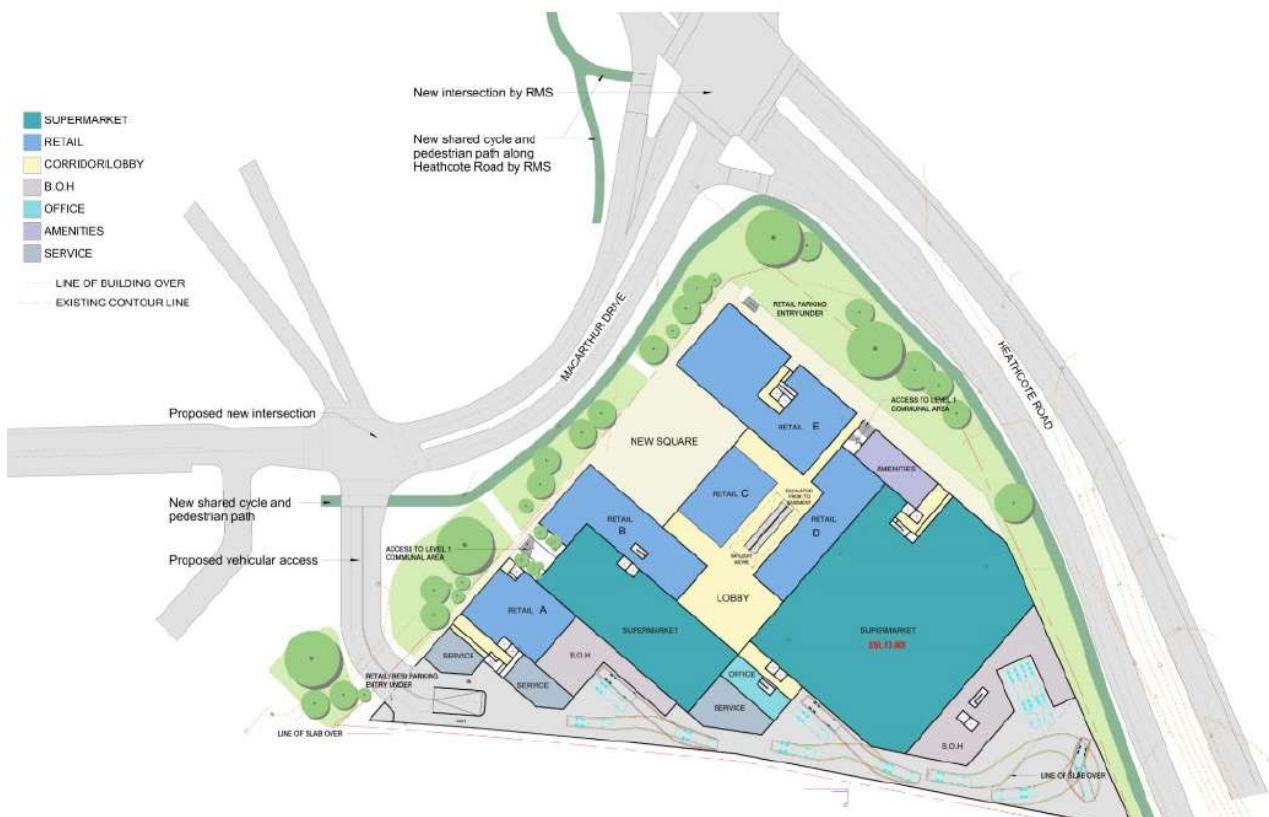 SUPERMARKET
RETAIL
CORRIDOR/LOBBY
B.O.H
OFFICE
AMENITIES
SERVICE
LINE OF BUILDING OVER
EXISTING CONTOUR LINE
New intersection by RMS
New shared cycle and
pedestrian path along
Heathcote Road by RMS
MACARTHUR DRIVE
HEATHCOTE ROAD
Proposed new intersection
New shared cycle and
pedestrian path
Proposed vehicular access
RETAIL PARKING
ENTRY UNDER
ACCESS TO LEVEL 1
COMMUNAL AREA
NEW SQUARE
RETAIL E
AMENITIES
RETAIL C
RETAIL
D
RETAIL
B
ACCESS TO LEVEL 1
COMMUNAL AREA
LOBBY
RETAIL A
SUPERMARKET
SUPERMARKET
B.O.H
SERVICE
SERVICE
OFFICE
SERVICE
RETAIL/RESI PARKING
ENTRY UNDER
LINE OF SLAB OVER
B.O.H
LINE OF SLAB OVER